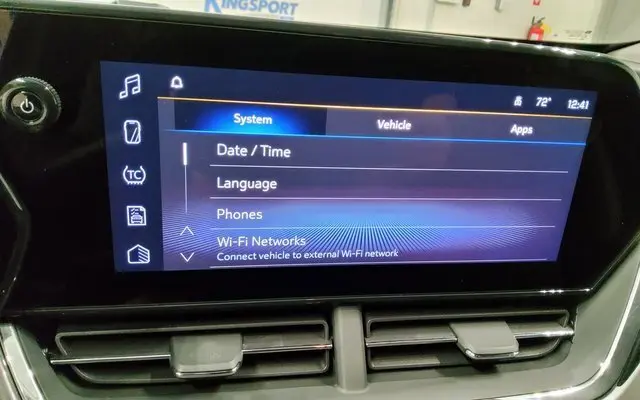 KINGSPORT
72° 12:41
System Vehicle Apps
TC
Date / Time
Language
Phones
Wi-Fi Networks
Connect vehicle to external Wi-Fi network